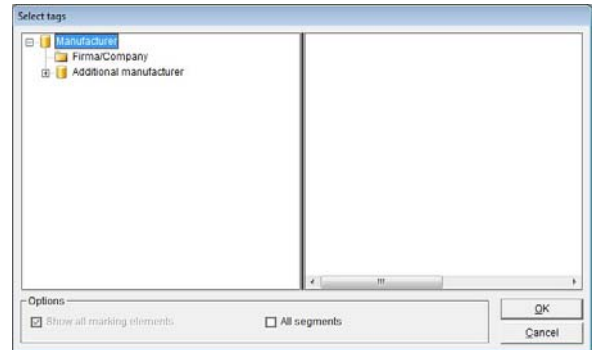 Select tags
Manufacturer
Firma/Company
Additional manufacturer
Options
Show all marking elements
All segments
OK
Cancel